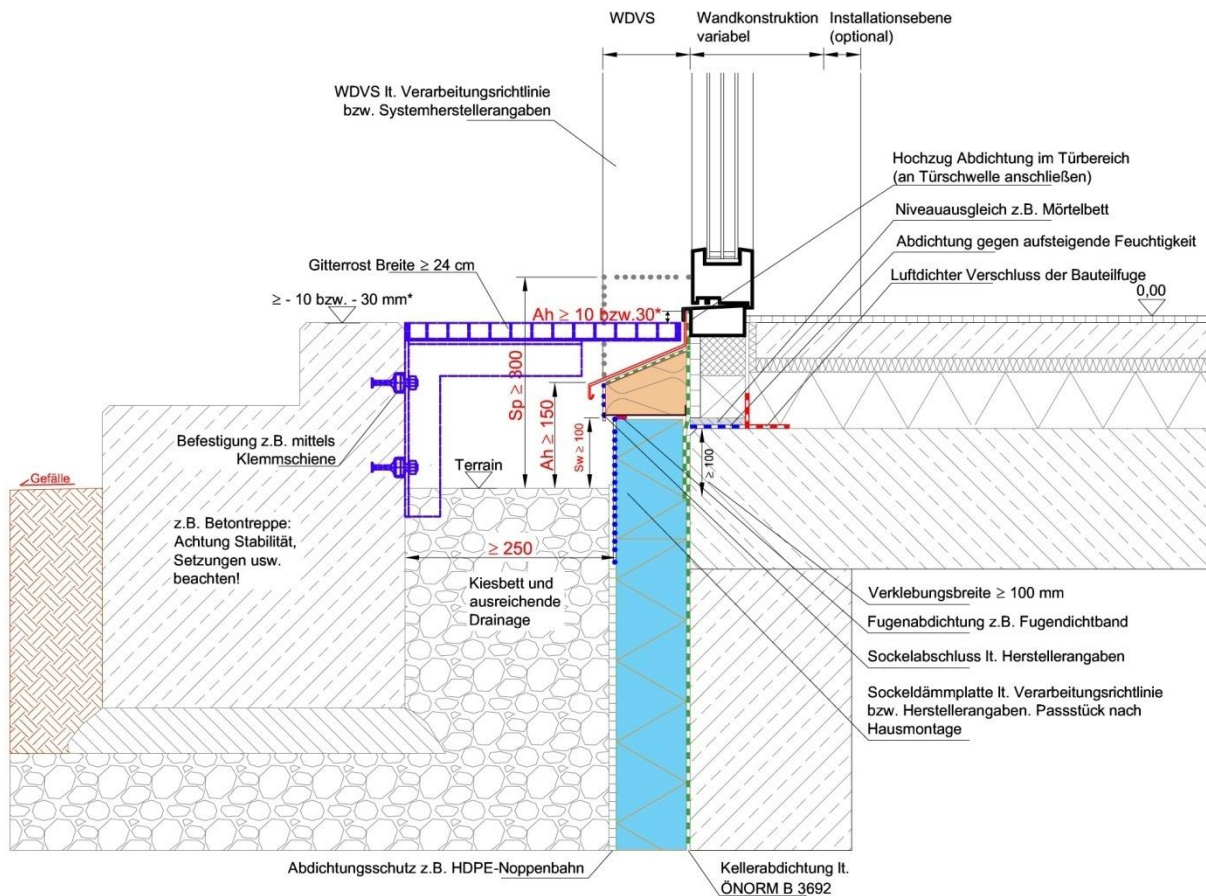 WDVS
Wandkonstruktion
variabel
Installationsebene
(optional)
WDVS lt. Verarbeitungsrichtlinie
bzw. Systemherstellerangaben
Hochzug Abdichtung im Türbereich
(an Türschwelle anschließen)
Niveauausgleich z.B. Mörtelbett
Abdichtung gegen aufsteigende Feuchtigkeit
Luftdichter Verschluss der Bauteilfuge
Gitterrost Breite ≥ 24 cm
≥ - 10 bzw. - 30 mm*
0,00
Ah ≥ 10 bzw.30*
Sp ≥ 300
Ah ≥ 150
Sw ≥ 100
≥ 100
Befestigung z.B. mittels
Klemmschiene
Terrain
Gefälle
z.B. Betontreppe:
Achtung Stabilität,
Setzungen usw.
beachten!
≥ 250
Kiesbett und
ausreichende
Drainage
Verklebungsbreite ≥ 100 mm
Fugenabdichtung z.B. Fugendichtband
Sockelabschluss lt. Herstellerangaben
Sockeldämmplatte lt. Verarbeitungsrichtlinie
bzw. Herstellerangaben. Passstück nach
Hausmontage
Abdichtungsschutz z.B. HDPE-Noppenbahn
Kellerabdichtung lt.
ÖNORM B 3692